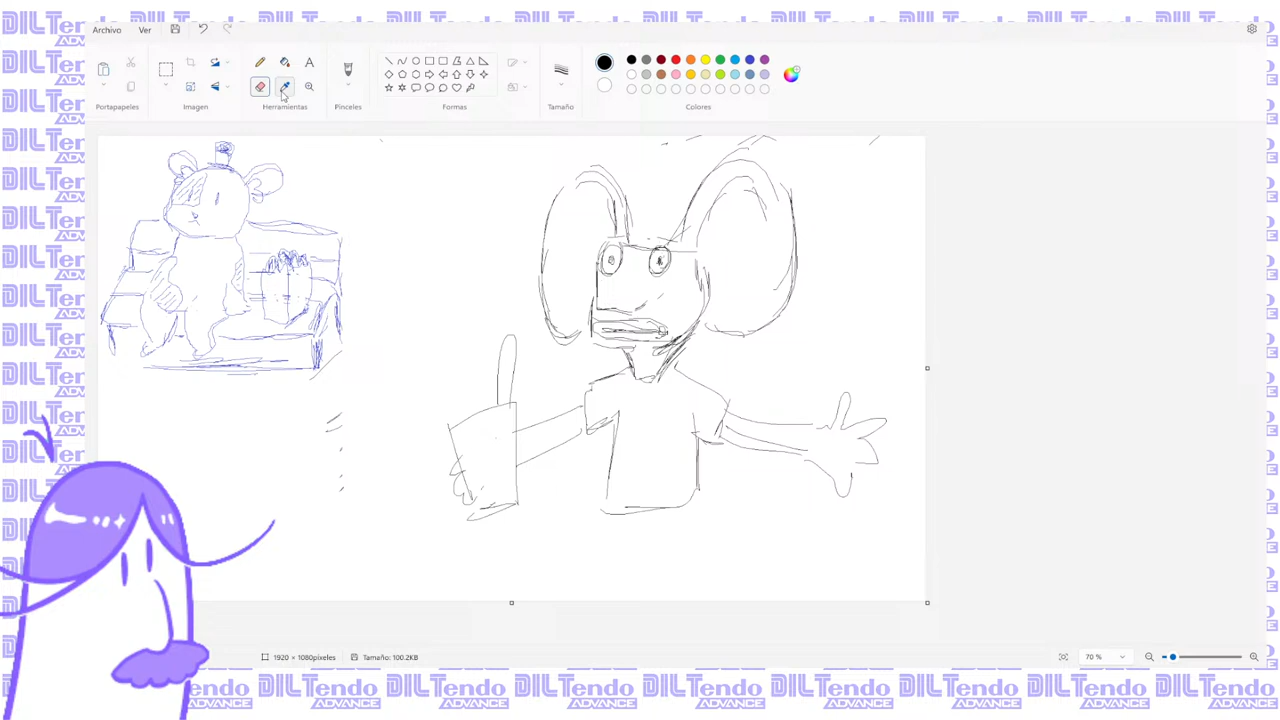 Archivo Ver
Portapapeles Imagen Herramientas Pinceles Formas Tamaño Colores
1920 × 1080píxeles Tamaño: 100.2KB 70 %
DILTendo ADVANCE